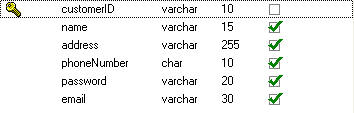 customerID varchar 10
name varchar 15
address varchar 255
phoneNumber char 10
password varchar 20
email varchar 30